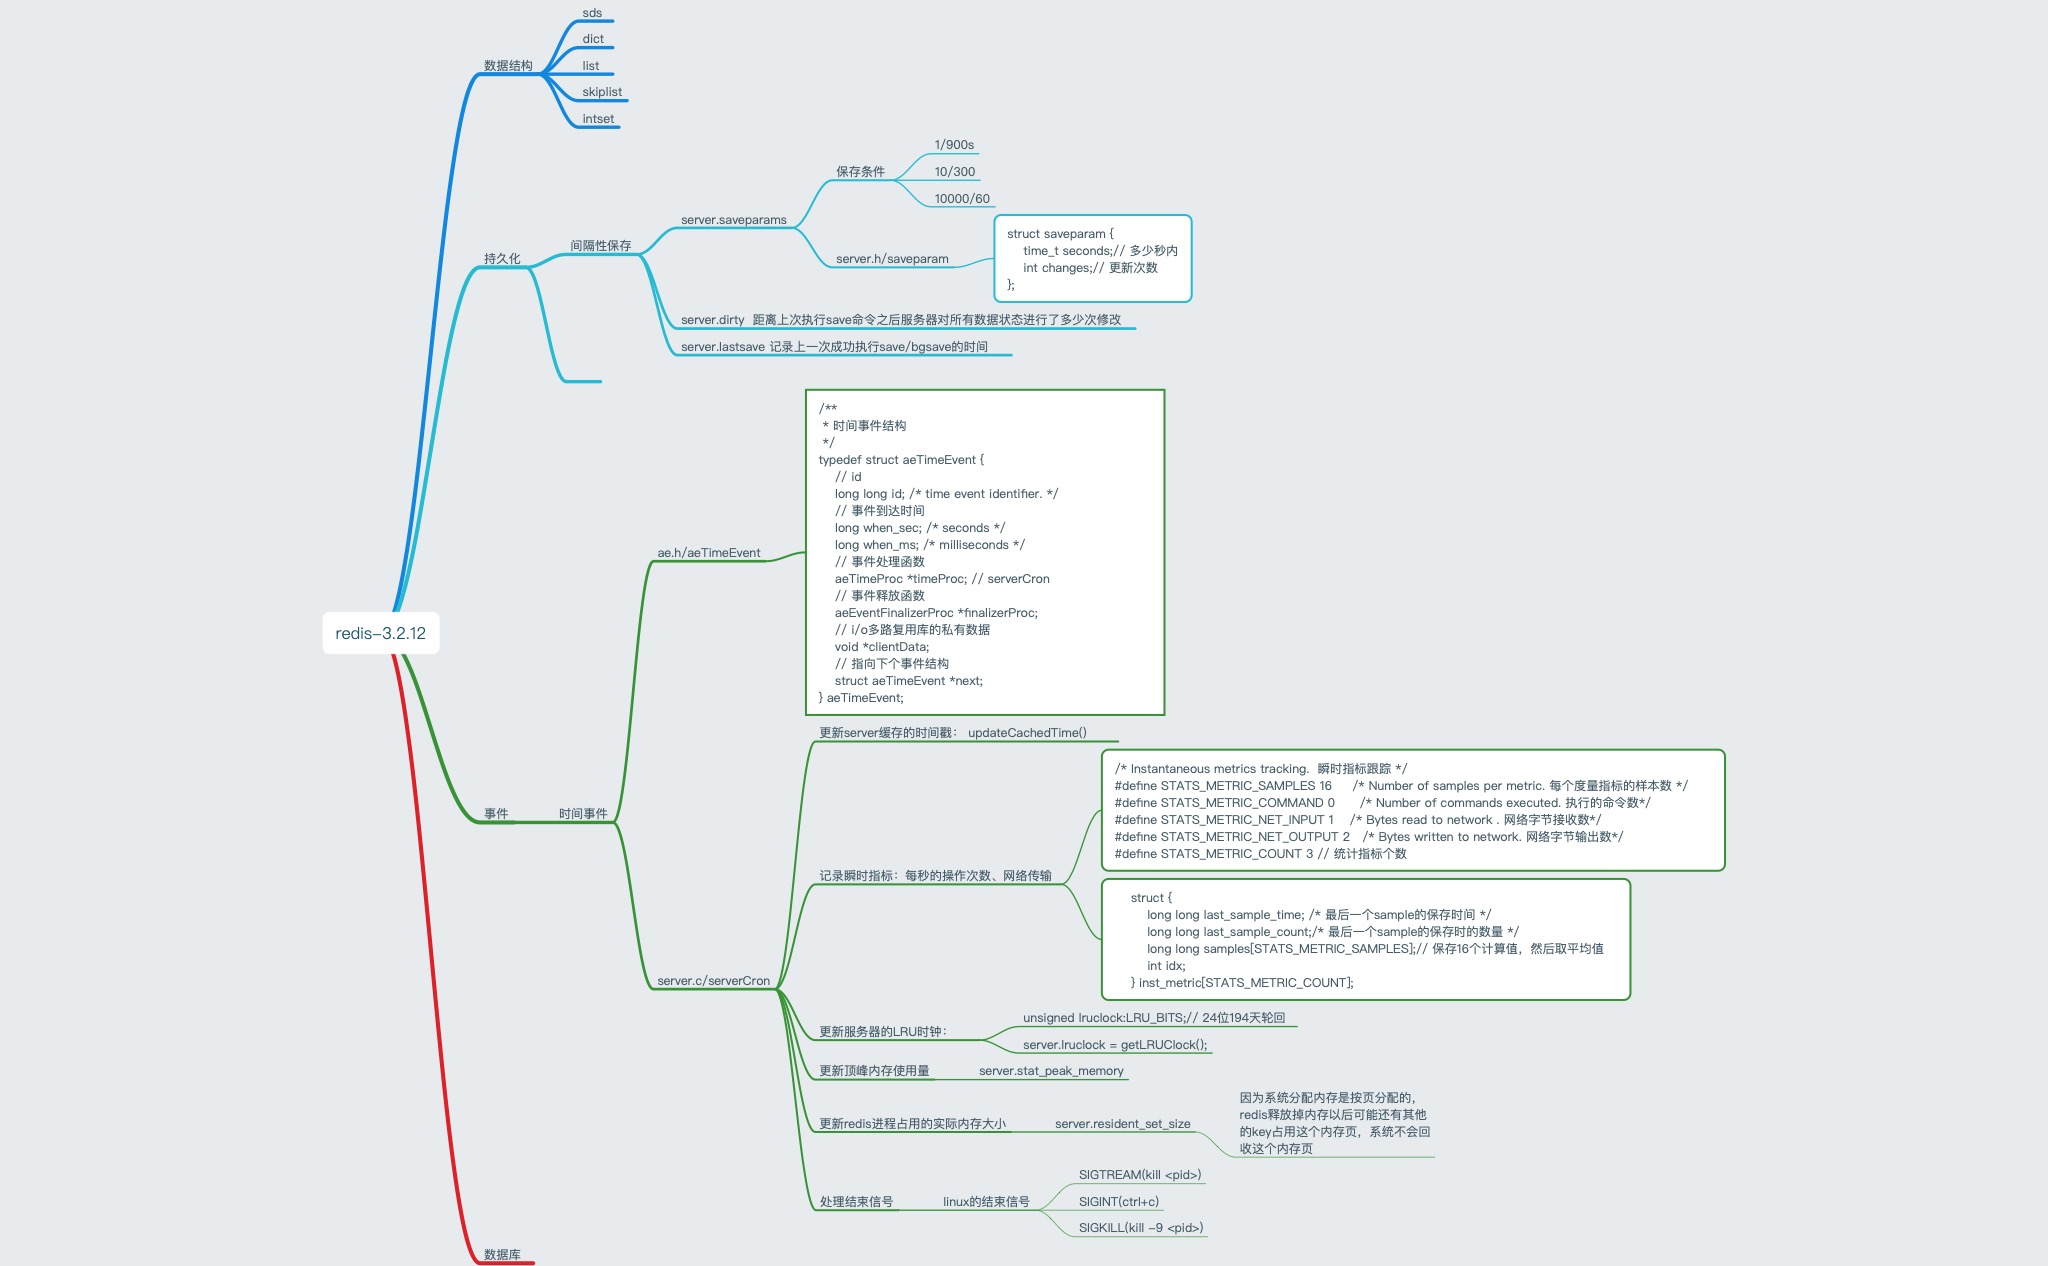 redis-3.2.12
数据结构
sds
dict
list
skiplist
intset
持久化
间隔性保存
server.saveparams
保存条件
1/900s
10/300
10000/60
server.h/saveparam
struct saveparam {
time_t seconds;// 多少秒内
int changes;// 更新次数
};
server.dirty 距离上次执行save命令之后服务器对所有数据状态进行了多少次修改
server.lastsave 记录上一次成功执行save/bgsave的时间
事件
时间事件
ae.h/aeTimeEvent
/**
* 时间事件结构
*/
typedef struct aeTimeEvent {
// id
long long id; /* time event identifier. */
// 事件到达时间
long when_sec; /* seconds */
long when_ms; /* milliseconds */
// 事件处理函数
aeTimeProc *timeProc; // serverCron
// 事件释放函数
aeEventFinalizerProc *finalizerProc;
// i/o多路复用库的私有数据
void *clientData;
// 指向下个事件结构
struct aeTimeEvent *next;
} aeTimeEvent;
server.c/serverCron
更新server缓存的时间戳： updateCachedTime()
记录瞬时指标：每秒的操作次数、网络传输
/* Instantaneous metrics tracking. 瞬时指标跟踪 */
#define STATS_METRIC_SAMPLES 16 /* Number of samples per metric. 每个度量指标的样本数 */
#define STATS_METRIC_COMMAND 0 /* Number of commands executed. 执行的命令数*/
#define STATS_METRIC_NET_INPUT 1 /* Bytes read to network . 网络字节接收数*/
#define STATS_METRIC_NET_OUTPUT 2 /* Bytes written to network. 网络字节输出数*/
#define STATS_METRIC_COUNT 3 // 统计指标个数
struct {
long long last_sample_time; /* 最后一个sample的保存时间 */
long long last_sample_count;/* 最后一个sample的保存时的数量 */
long long samples[STATS_METRIC_SAMPLES];// 保存16个计算值，然后取平均值
int idx;
} inst_metric[STATS_METRIC_COUNT];
更新服务器的LRU时钟：
unsigned lruclock:LRU_BITS;// 24位194天轮回
server.lruclock = getLRUClock();
更新顶峰内存使用量
server.stat_peak_memory
更新redis进程占用的实际内存大小
server.resident_set_size
因为系统分配内存是按页分配的，
redis释放掉内存以后可能还有其他
的key占用这个内存页，系统不会回
收这个内存页
处理结束信号
linux的结束信号
SIGTREAM(kill <pid>)
SIGINT(ctrl+c)
SIGKILL(kill -9 <pid>)
数据库